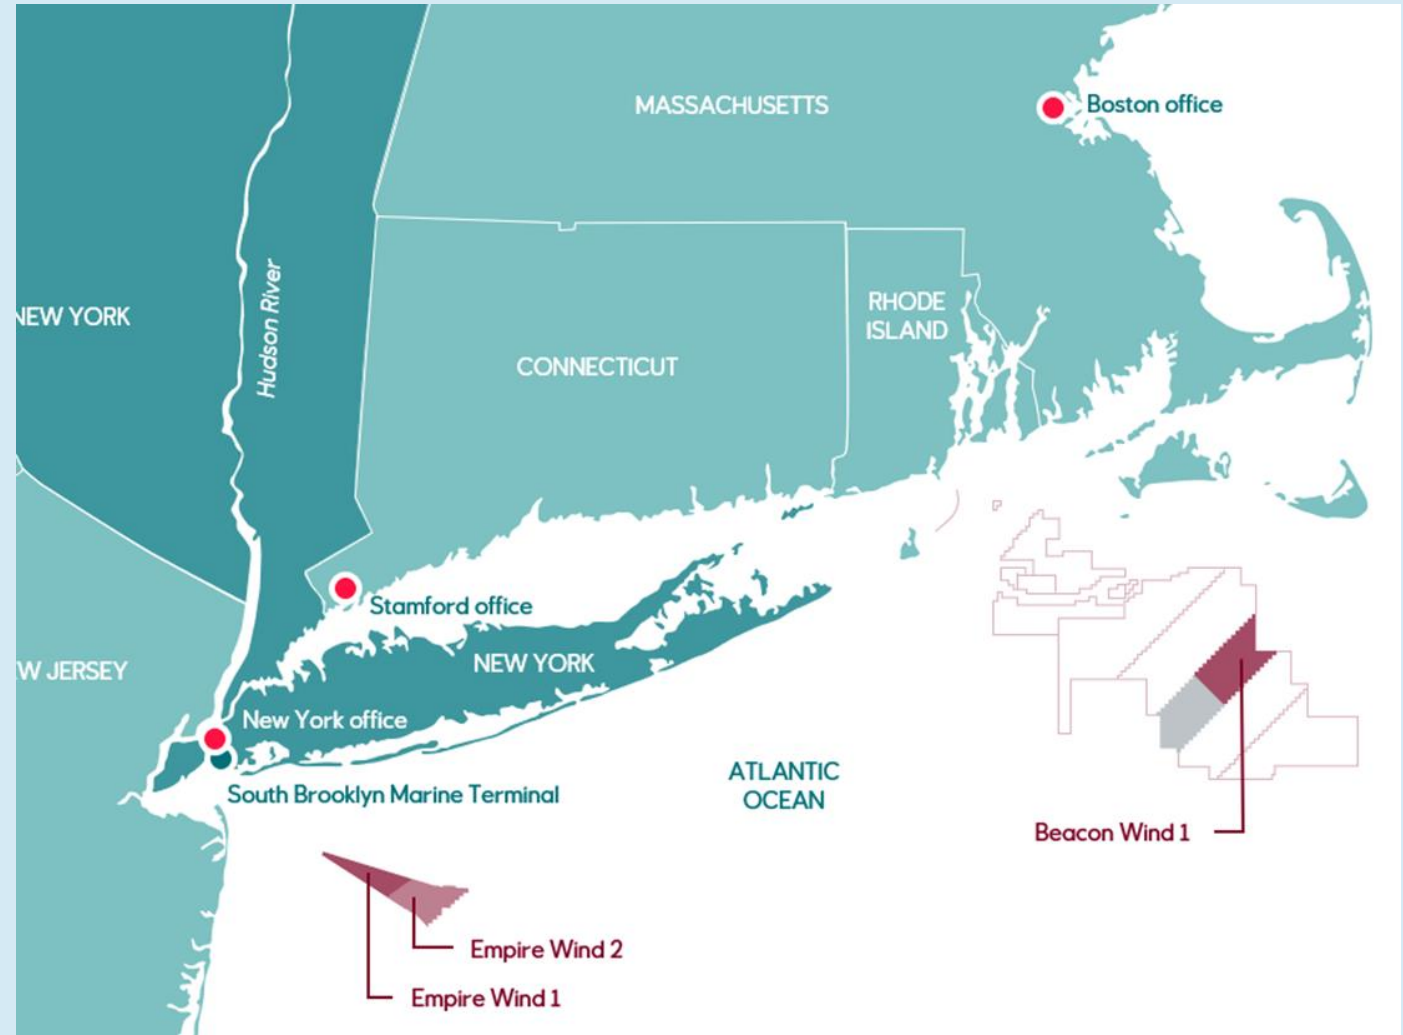 MASSACHUSETTS
Boston office
NEW YORK
Hudson River
RHODE
ISLAND
CONNECTICUT
Stamford office
NEW YORK
W JERSEY
New York office
South Brooklyn Marine Terminal
ATLANTIC
OCEAN
Beacon Wind 1
Empire Wind 2
Empire Wind 1